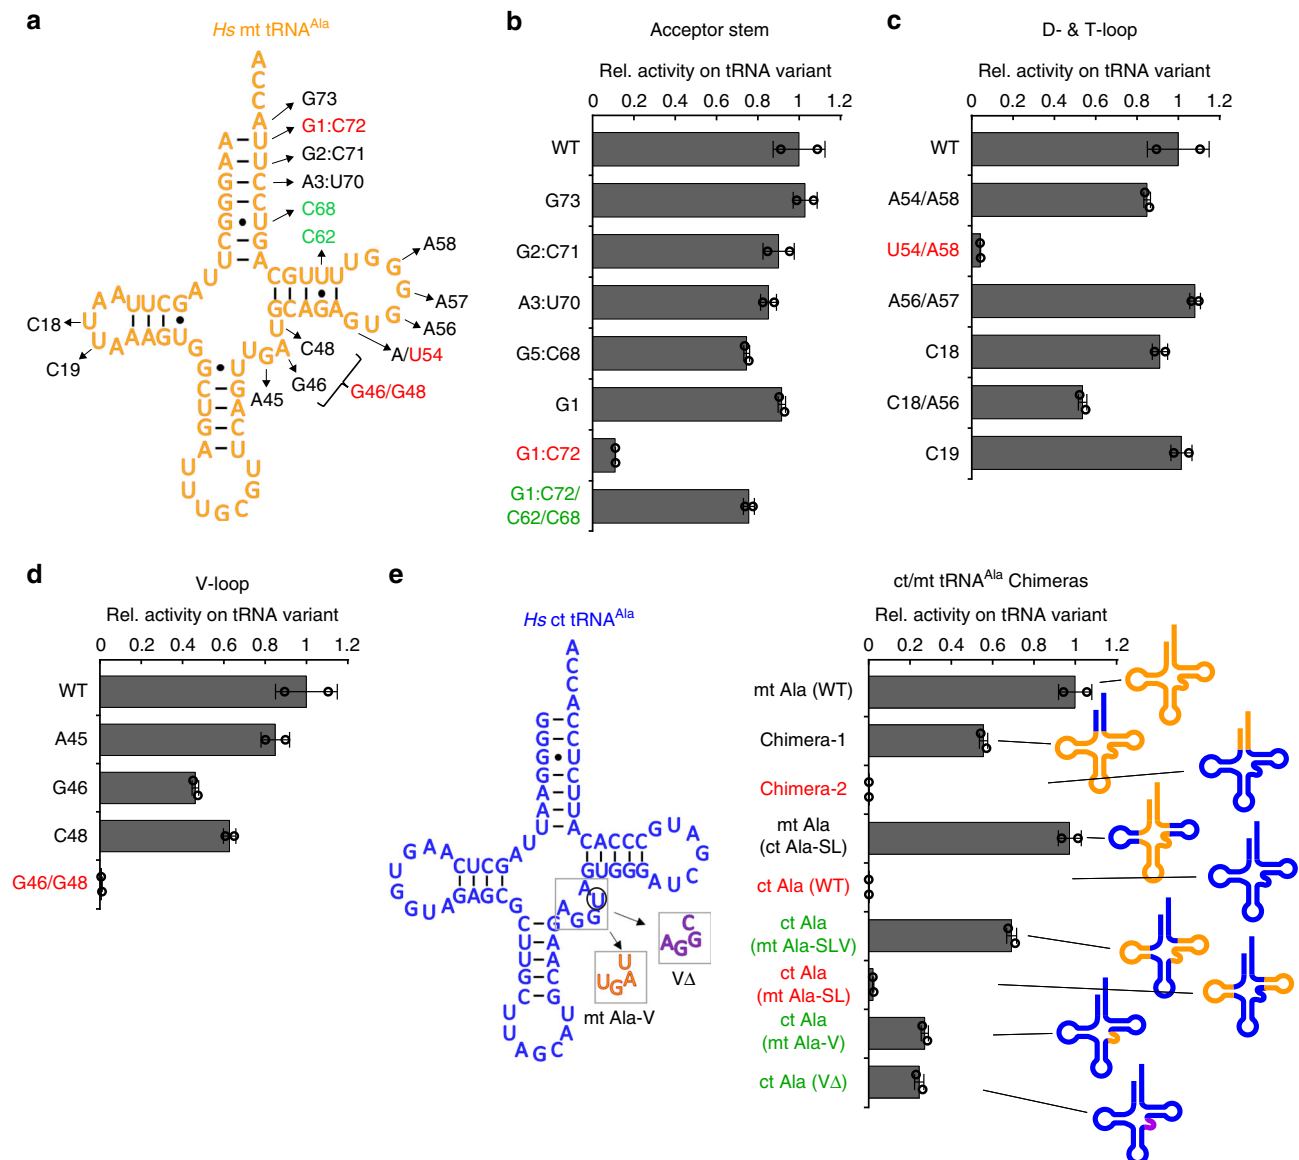 a
Hs mt tRNAAla
A
C
C
A
A – U
A – U
G – C
G – C
G • U
C – G
U A
G73
G1:C72
G2:C71
A3:U70
C68
C62
A58
A57
A56
A/U54
C48
G46
G46/G48
A45
C18
C19
U A G C U U A A U
U A A A G U G
C G U U U U G G G U G
G C A G A
U A G U
G • U
C – G
U – A
G – C
A U
U U
U G
U G C
b
Acceptor stem
Rel. activity on tRNA variant
0 0.2 0.4 0.6 0.8 1 1.2
WT
G73
G2:C71
A3:U70
G5:C68
G1
G1:C72
G1:C72/
C62/C68
c
D- & T-loop
Rel. activity on tRNA variant
0 0.2 0.4 0.6 0.8 1 1.2
WT
A54/A58
U54/A58
A56/A57
C18
C18/A56
C19
d
V-loop
Rel. activity on tRNA variant
0 0.2 0.4 0.6 0.8 1 1.2
WT
A45
G46
C48
G46/G48
e
Hs ct tRNAAla
A
C
C
A
G – C
G – C
G • U
G – C
A – U
A – U
U – A
G A A C U C G A U
U G G U G A G C G
C A C C C G U A G C U A
G U G G G
A U G G A
C – G
U – A
U – A
G – C
C – G
U U
U A
A G C
U
U G A
mt Ala-V
C
A G G
VΔ
ct/mt tRNAAla Chimeras
Rel. activity on tRNA variant
0 0.2 0.4 0.6 0.8 1 1.2
mt Ala (WT)
Chimera-1
Chimera-2
mt Ala
(ct Ala-SL)
ct Ala (WT)
ct Ala
(mt Ala-SLV)
ct Ala
(mt Ala-SL)
ct Ala
(mt Ala-V)
ct Ala (VΔ)